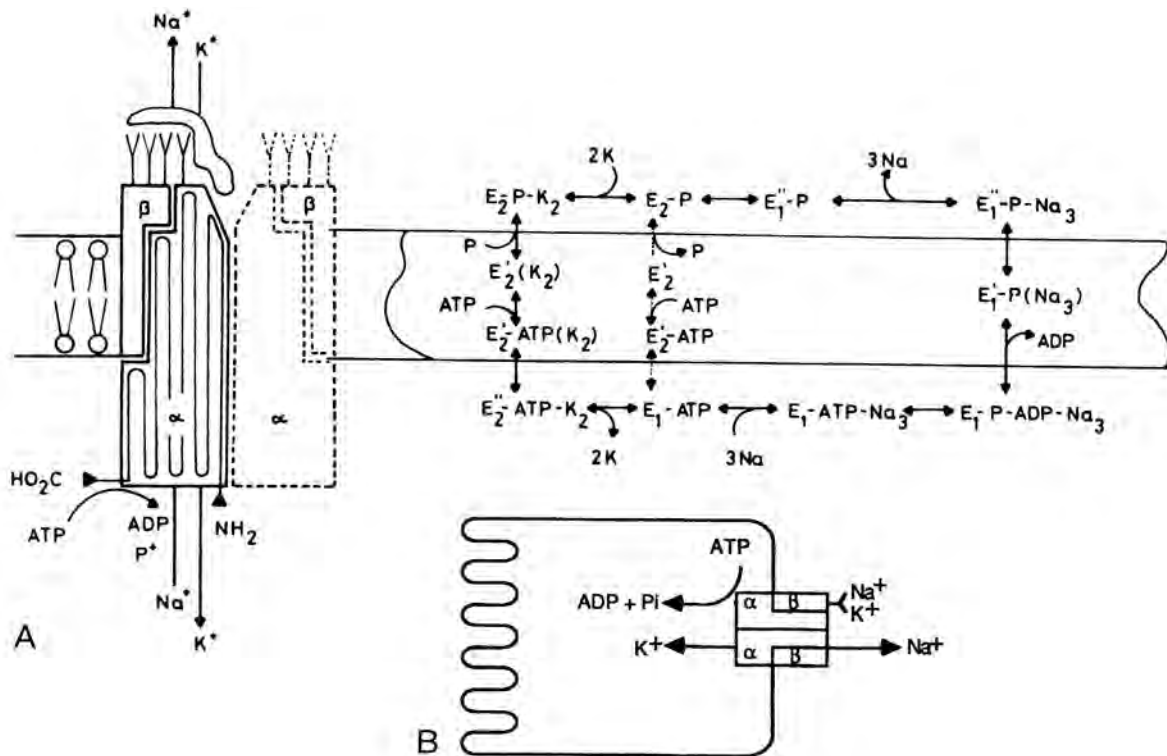 Na⁺
K⁺
β
β
α
α
HO₂C
ATP
ADP
P⁺
NH₂
Na⁺
K⁺
A
2K
3Na
E₂-P-K₂ E₂-P E₁''-P E₁''-P-Na₃
P
P
E₂'(K₂) E₂' E₁'-P(Na₃)
ATP
ATP
ADP
E₂'-ATP(K₂) E₂'-ATP
E₂''-ATP-K₂ E₁-ATP E₁-ATP-Na₃ E₁-P-ADP-Na₃
2K
3Na
ATP
ADP + Pi
α β
Na⁺
K⁺
K⁺
α β
Na⁺
B